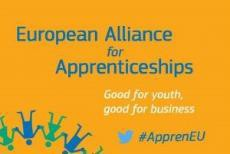 European Alliance
for
Apprenticeships
Good for youth,
good for business
#ApprenEU